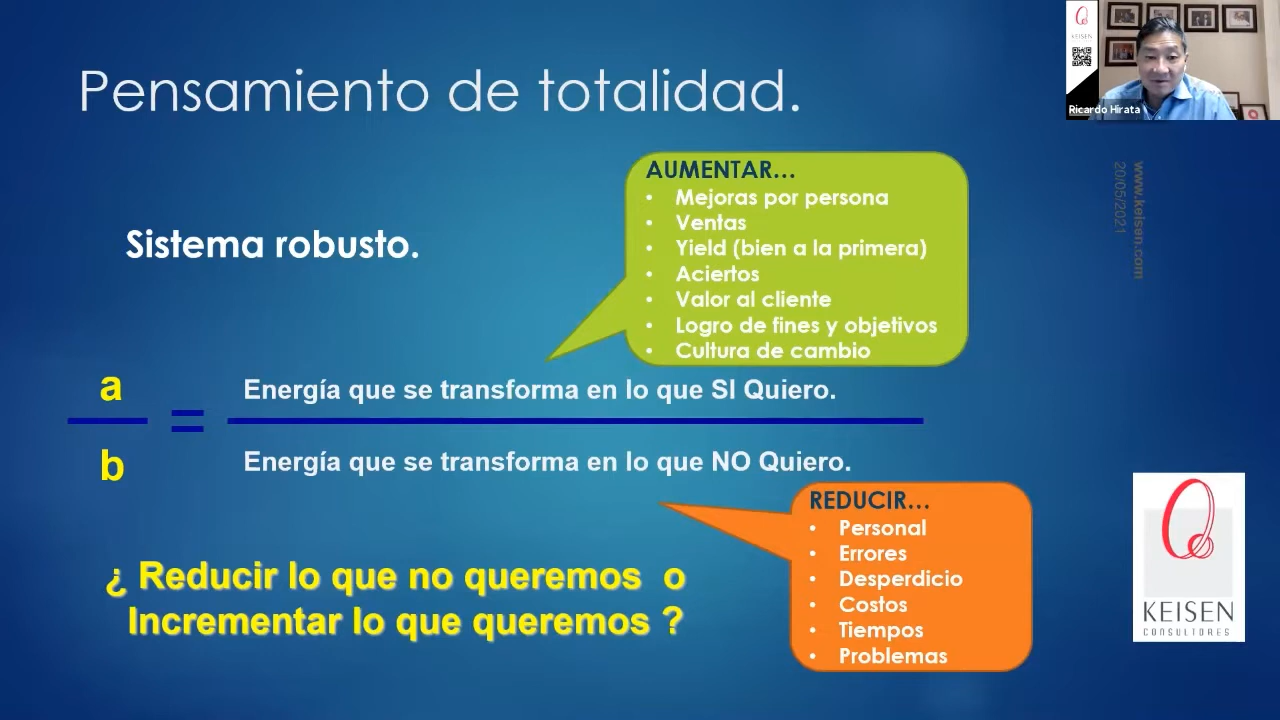 Pensamiento de totalidad.
KEISEN
Ricardo Hirata
www.keisen.com
20/05/2021
AUMENTAR...
• Mejoras por persona
• Ventas
• Yield (bien a la primera)
• Aciertos
• Valor al cliente
• Logro de fines y objetivos
• Cultura de cambio
Sistema robusto.
a
b
=
Energía que se transforma en lo que SI Quiero.
Energía que se transforma en lo que NO Quiero.
REDUCIR...
• Personal
• Errores
• Desperdicio
• Costos
• Tiempos
• Problemas
¿ Reducir lo que no queremos o
Incrementar lo que queremos ?
KEISEN
CONSULTORES